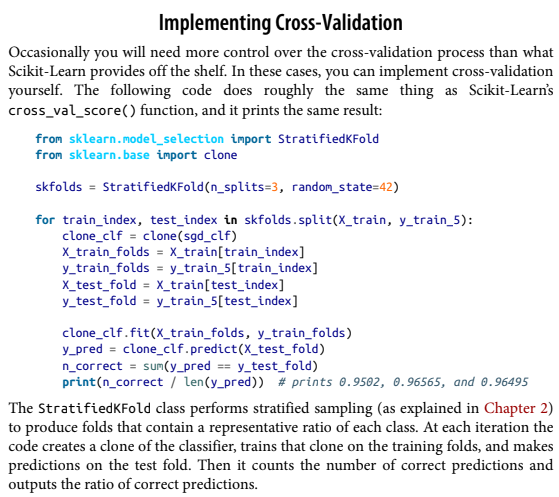 Implementing Cross-Validation
Occasionally you will need more control over the cross-validation process than what
Scikit-Learn provides off the shelf. In these cases, you can implement cross-validation
yourself. The following code does roughly the same thing as Scikit-Learn's
cross_val_score() function, and it prints the same result:
from sklearn.model_selection import StratifiedKFold
from sklearn.base import clone
skfolds = StratifiedKFold(n_splits=3, random_state=42)
for train_index, test_index in skfolds.split(X_train, y_train_5):
    clone_clf = clone(sgd_clf)
    X_train_folds = X_train[train_index]
    y_train_folds = y_train_5[train_index]
    X_test_fold = X_train[test_index]
    y_test_fold = y_train_5[test_index]
    clone_clf.fit(X_train_folds, y_train_folds)
    y_pred = clone_clf.predict(X_test_fold)
    n_correct = sum(y_pred == y_test_fold)
    print(n_correct / len(y_pred))  # prints 0.9502, 0.96565, and 0.96495
The StratifiedKFold class performs stratified sampling (as explained in Chapter 2)
to produce folds that contain a representative ratio of each class. At each iteration the
code creates a clone of the classifier, trains that clone on the training folds, and makes
predictions on the test fold. Then it counts the number of correct predictions and
outputs the ratio of correct predictions.